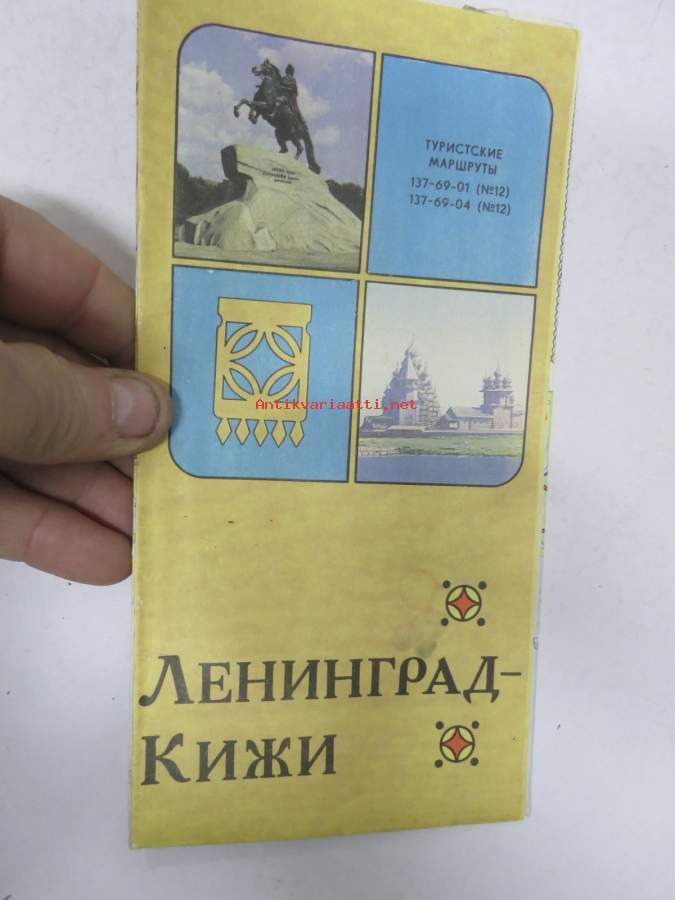 ТУРИСТСКИЕ
МАРШРУТЫ
137-69-01 (№12)
137-69-04 (№12)
Antikvariaatti.net
ЛЕНИНГРАД-
КИЖИ